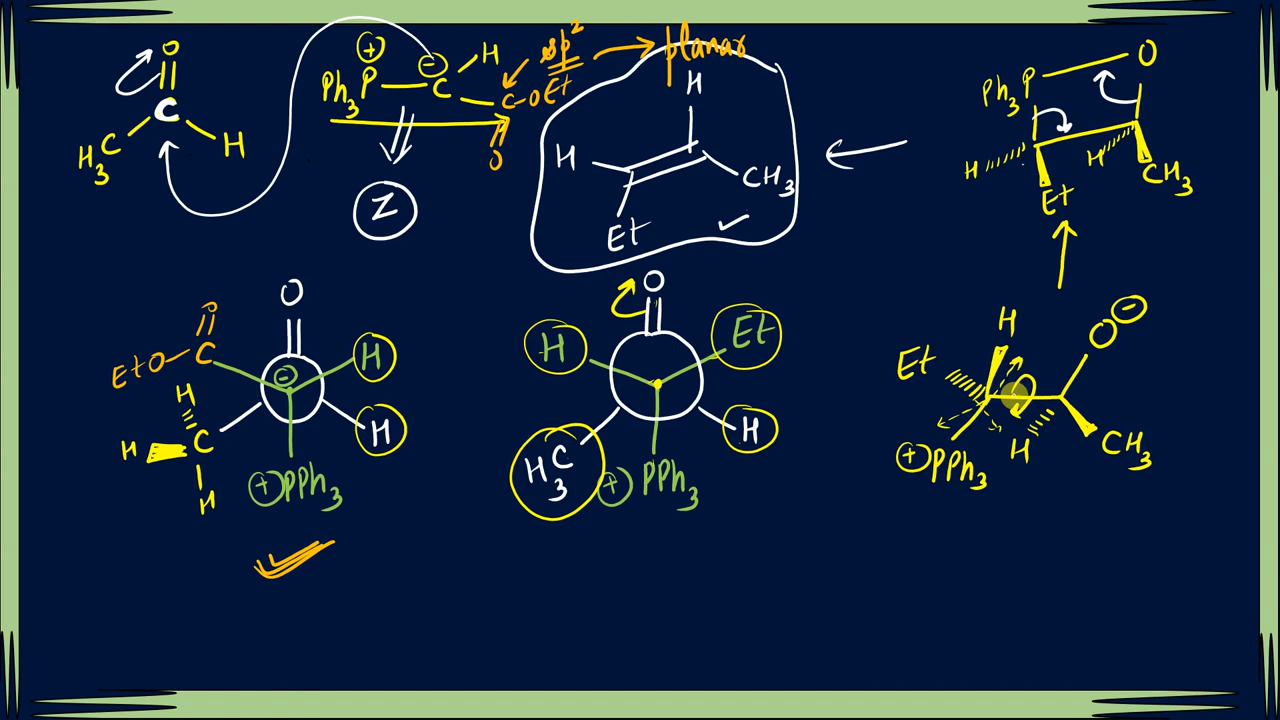 O
C
H3C
H
⊕
Ph3P
⊖
C
H
C-OEt
O
sp2 → planar
Z
H
H
CH3
Et
Ph3P
O
H
H
Et
CH3
O
O
EtO-C
⊖
H
H
H
C
H
H
⊕PPh3
O
H
Et
H3C
H
⊕PPh3
H
O⊖
Et
⊕PPh3
H
CH3